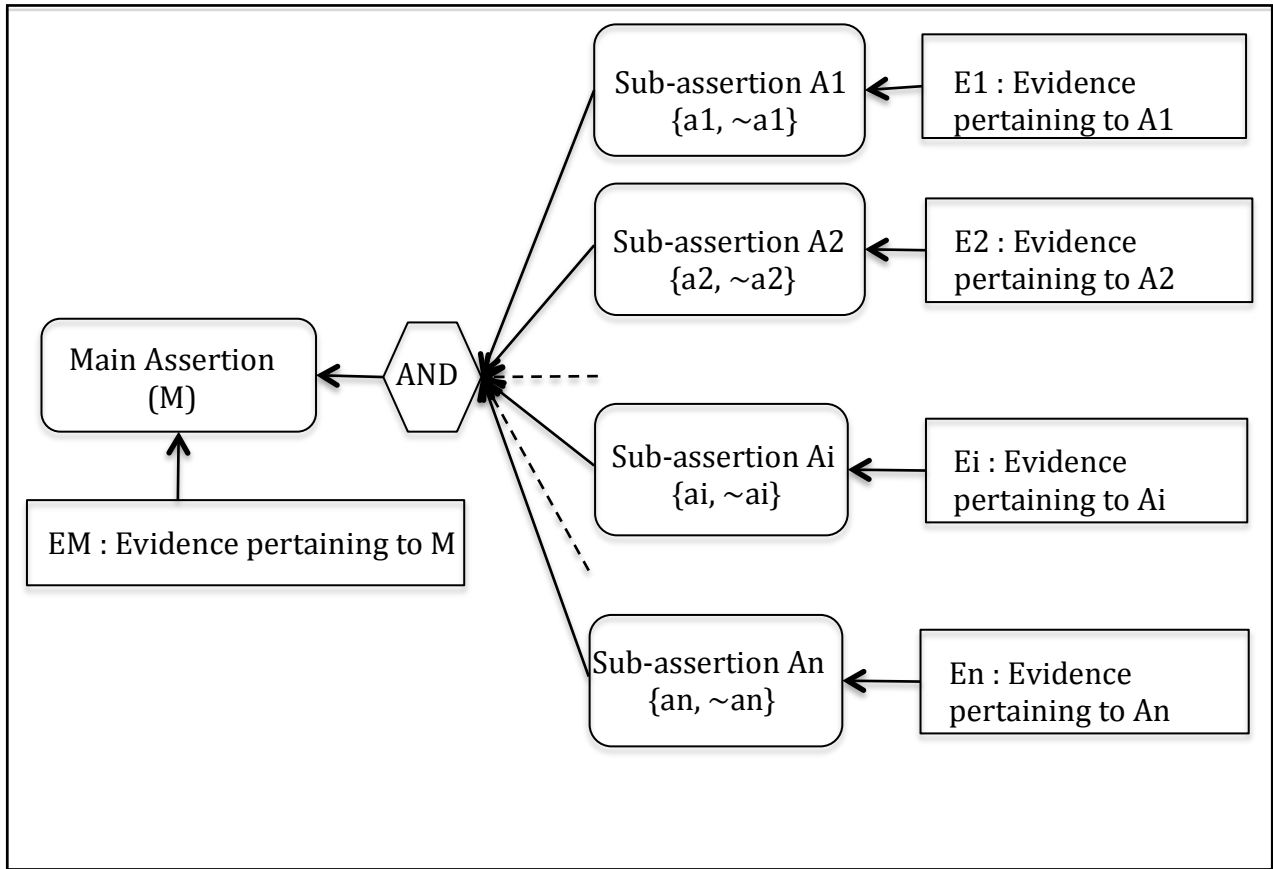 Sub-assertion A1
{a1, ~a1}
E1 : Evidence
pertaining to A1
Sub-assertion A2
{a2, ~a2}
E2 : Evidence
pertaining to A2
Main Assertion
(M)
AND
Sub-assertion Ai
{ai, ~ai}
Ei : Evidence
pertaining to Ai
EM : Evidence pertaining to M
Sub-assertion An
{an, ~an}
En : Evidence
pertaining to An